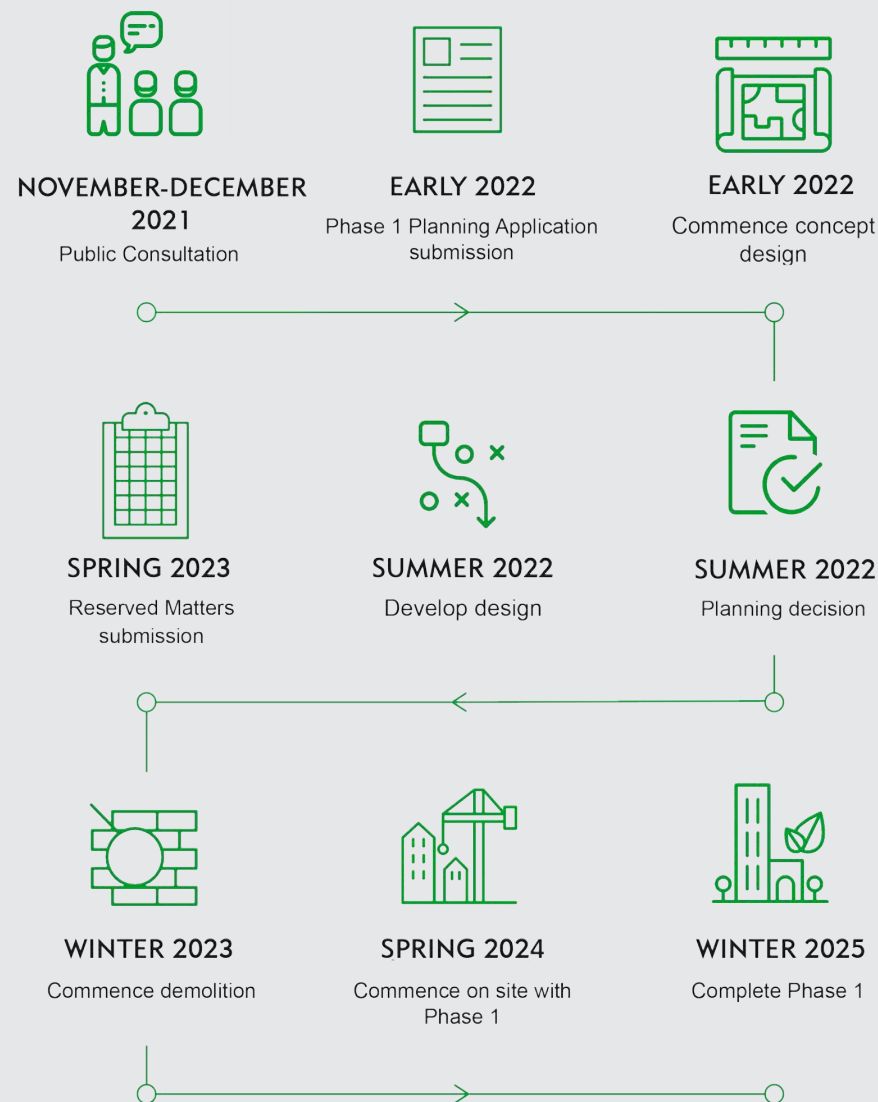 NOVEMBER-DECEMBER
2021
Public Consultation
EARLY 2022
Phase 1 Planning Application
submission
EARLY 2022
Commence concept
design
SPRING 2023
Reserved Matters
submission
SUMMER 2022
Develop design
SUMMER 2022
Planning decision
WINTER 2023
Commence demolition
SPRING 2024
Commence on site with
Phase 1
WINTER 2025
Complete Phase 1